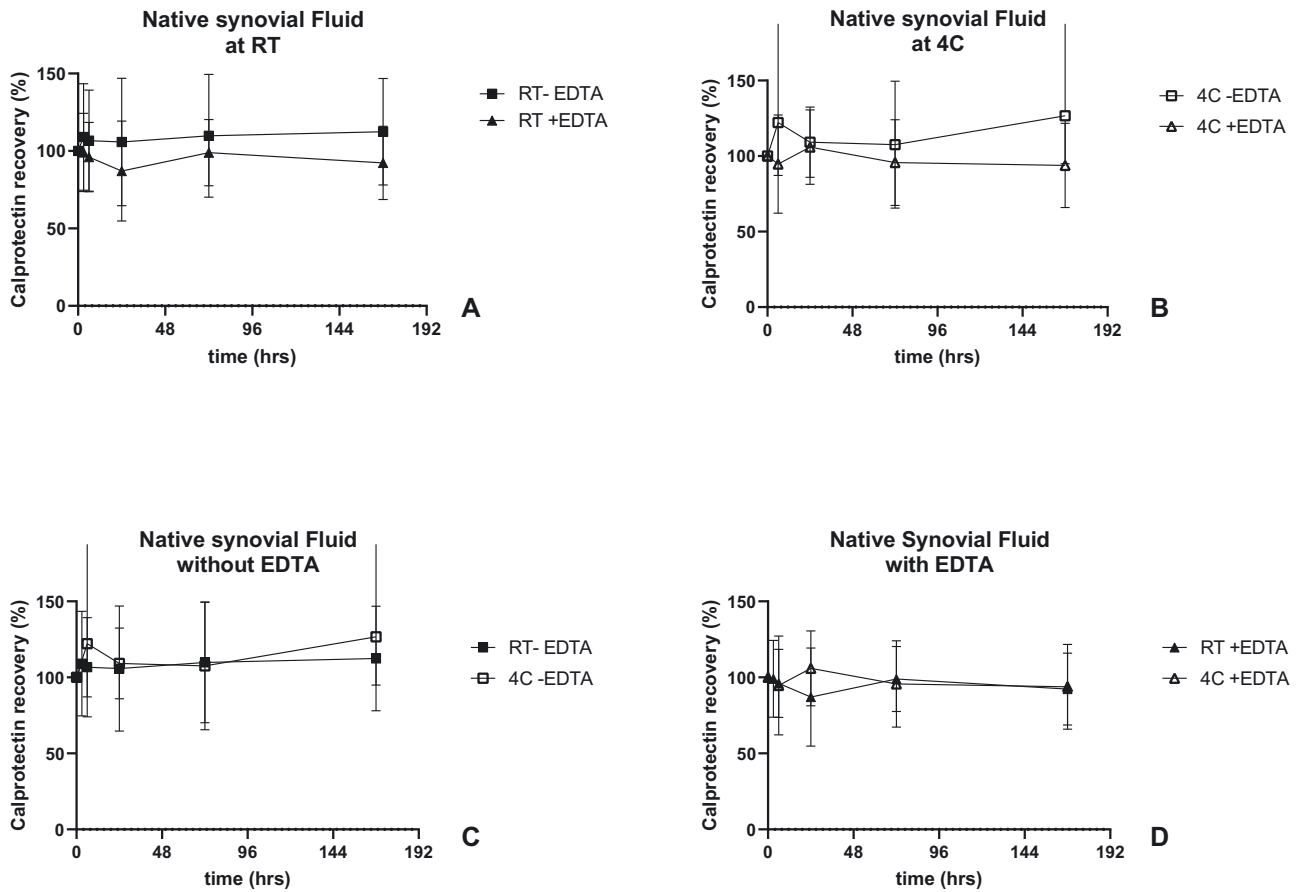 Native synovial Fluid
at RT
Calprotectin recovery (%)
150
100
50
0
0 48 96 144 192
time (hrs)
RT- EDTA
RT +EDTA
A
Native synovial Fluid
at 4C
Calprotectin recovery (%)
150
100
50
0
0 48 96 144 192
time (hrs)
4C -EDTA
4C +EDTA
B
Native synovial Fluid
without EDTA
Calprotectin recovery (%)
150
100
50
0
0 48 96 144 192
time (hrs)
RT- EDTA
4C -EDTA
C
Native Synovial Fluid
with EDTA
Calprotectin recovery (%)
150
100
50
0
0 48 96 144 192
time (hrs)
RT +EDTA
4C +EDTA
D